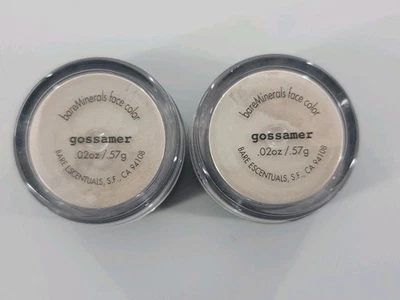 bareMinerals face color
gossamer
.02oz/.57g
BARE ESCENTUALS, S.F., CA 94108
bareMinerals face color
gossamer
.02oz/.57g
BARE ESCENTUALS, S.F., CA 94108